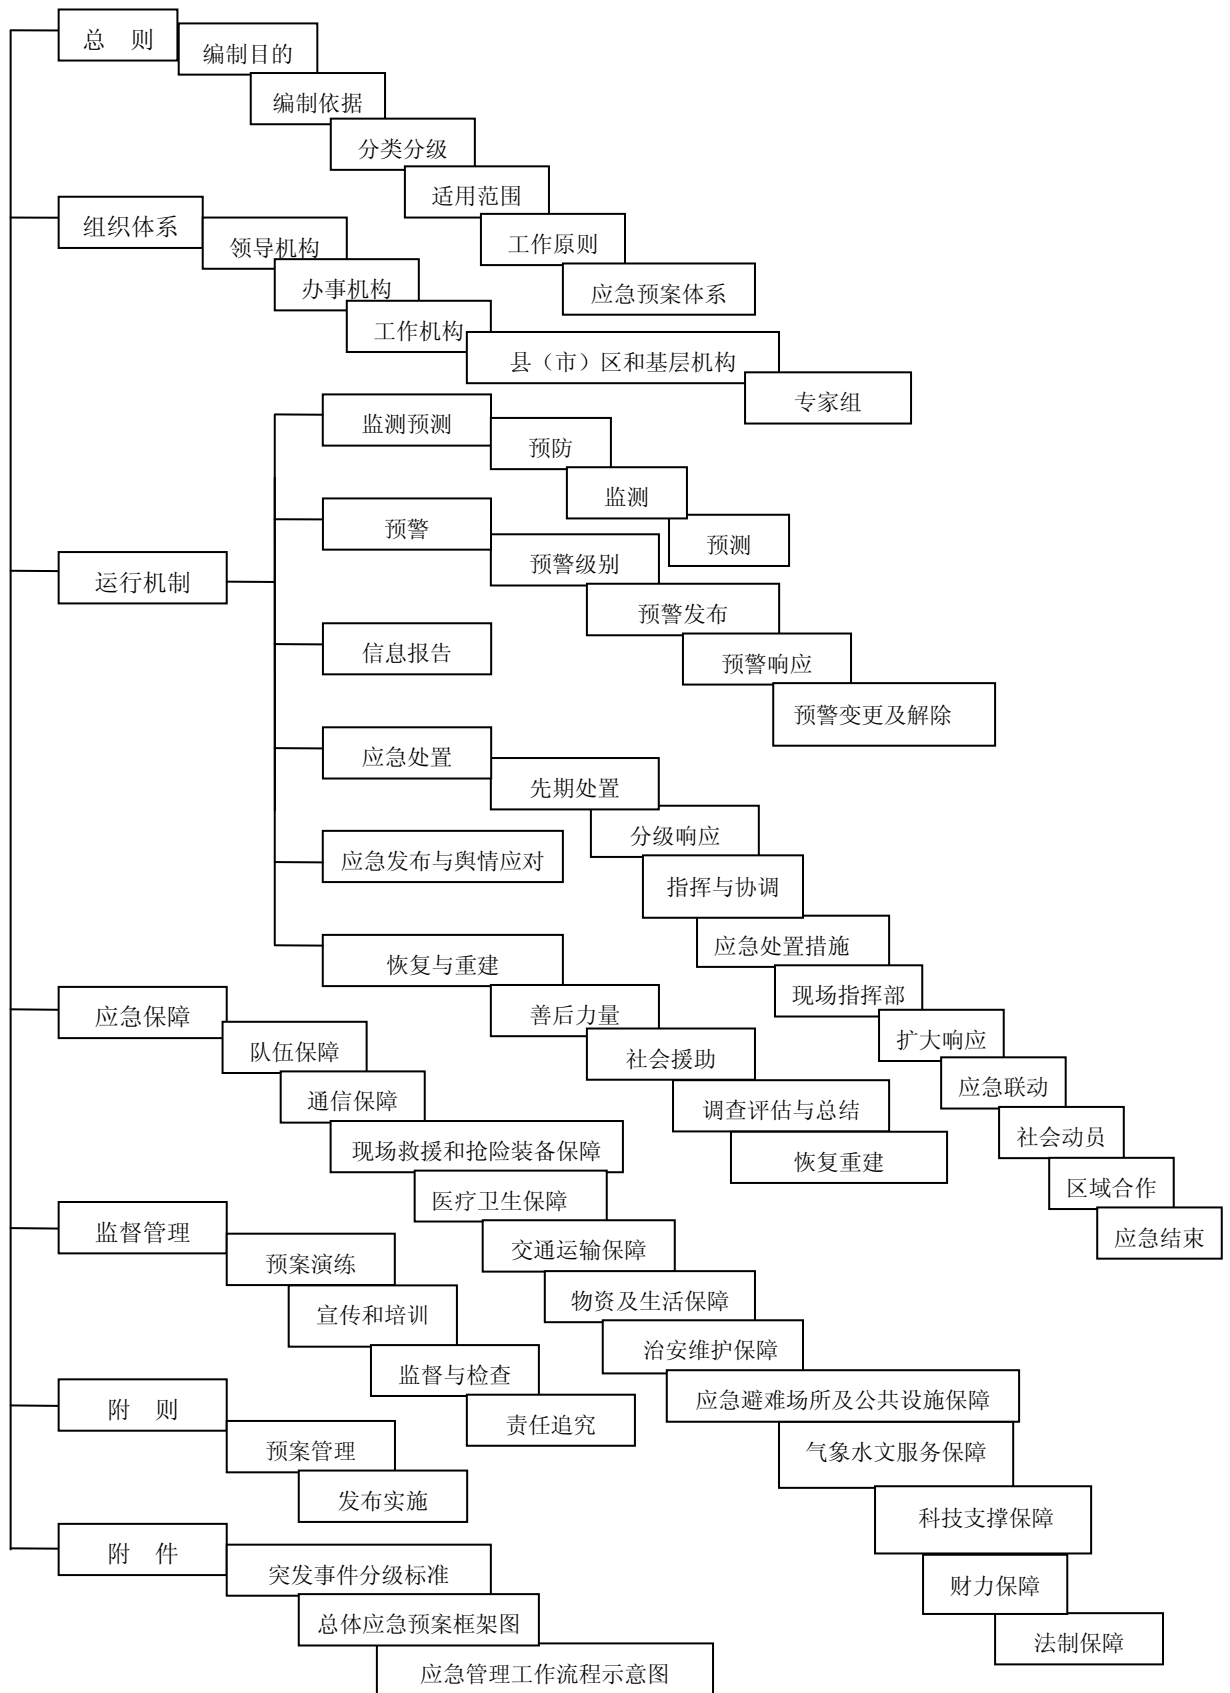 总　则
编制目的
编制依据
分类分级
适用范围
工作原则
应急预案体系
组织体系
领导机构
办事机构
工作机构
县（市）区和基层机构
专家组
运行机制
监测预测
预防
监测
预测
预警
预警级别
预警发布
预警响应
预警变更及解除
信息报告
应急处置
先期处置
分级响应
指挥与协调
应急处置措施
现场指挥部
扩大响应
应急联动
社会动员
区域合作
应急结束
应急发布与舆情应对
恢复与重建
善后力量
社会援助
调查评估与总结
恢复重建
应急保障
队伍保障
通信保障
现场救援和抢险装备保障
医疗卫生保障
交通运输保障
物资及生活保障
治安维护保障
应急避难场所及公共设施保障
气象水文服务保障
科技支撑保障
财力保障
法制保障
监督管理
预案演练
宣传和培训
监督与检查
责任追究
附　则
预案管理
发布实施
附　件
突发事件分级标准
总体应急预案框架图
应急管理工作流程示意图